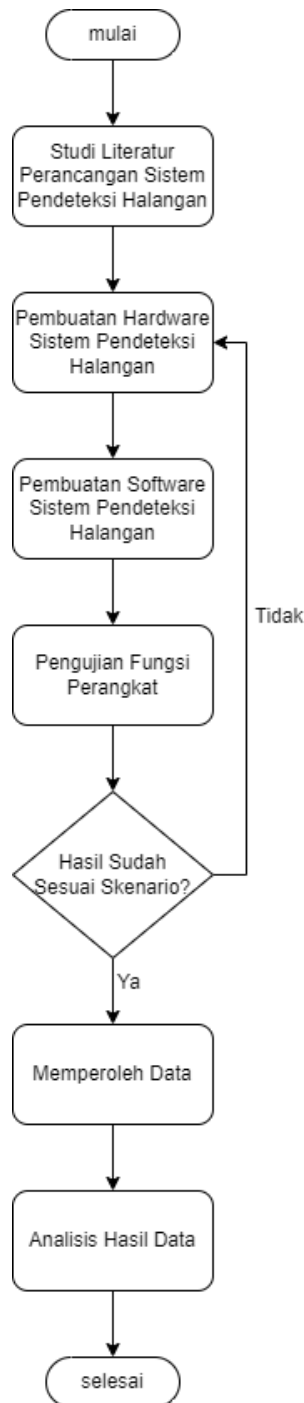 mulai
Studi Literatur
Perancangan Sistem
Pendeteksi Halangan
Pembuatan Hardware
Sistem Pendeteksi
Halangan
Pembuatan Software
Sistem Pendeteksi
Halangan
Tidak
Pengujian Fungsi
Perangkat
Hasil Sudah
Sesuai Skenario?
Ya
Memperoleh Data
Analisis Hasil Data
selesai